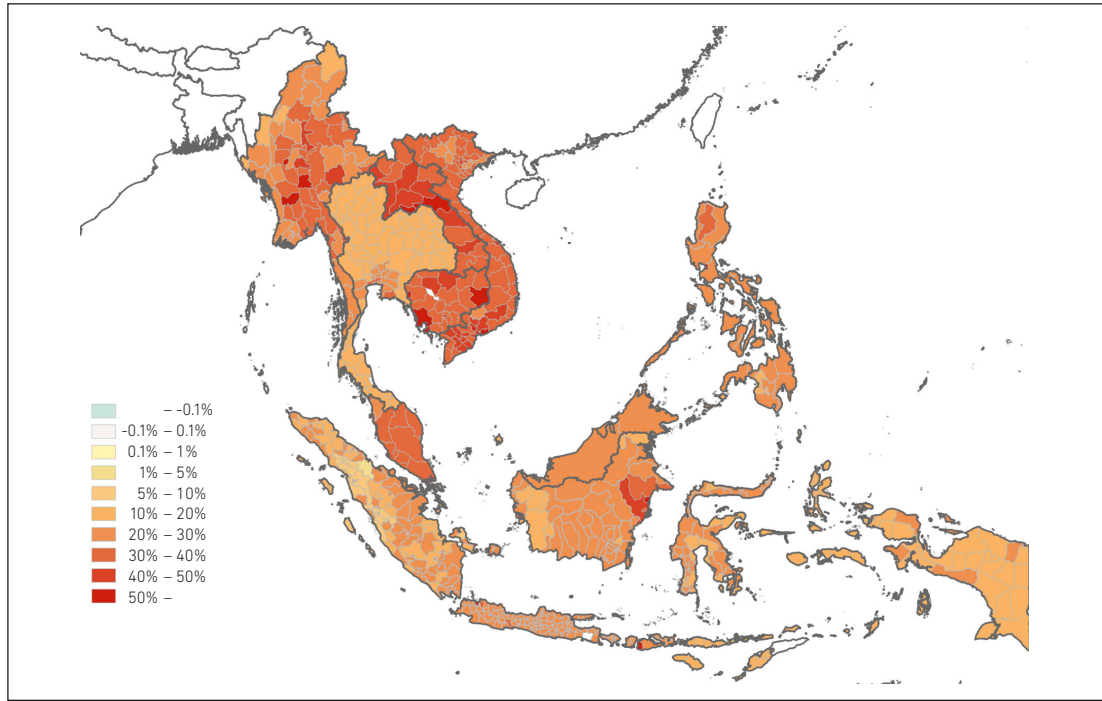 – -0.1%
-0.1% – 0.1%
0.1% – 1%
1% – 5%
5% – 10%
10% – 20%
20% – 30%
30% – 40%
40% – 50%
50% –